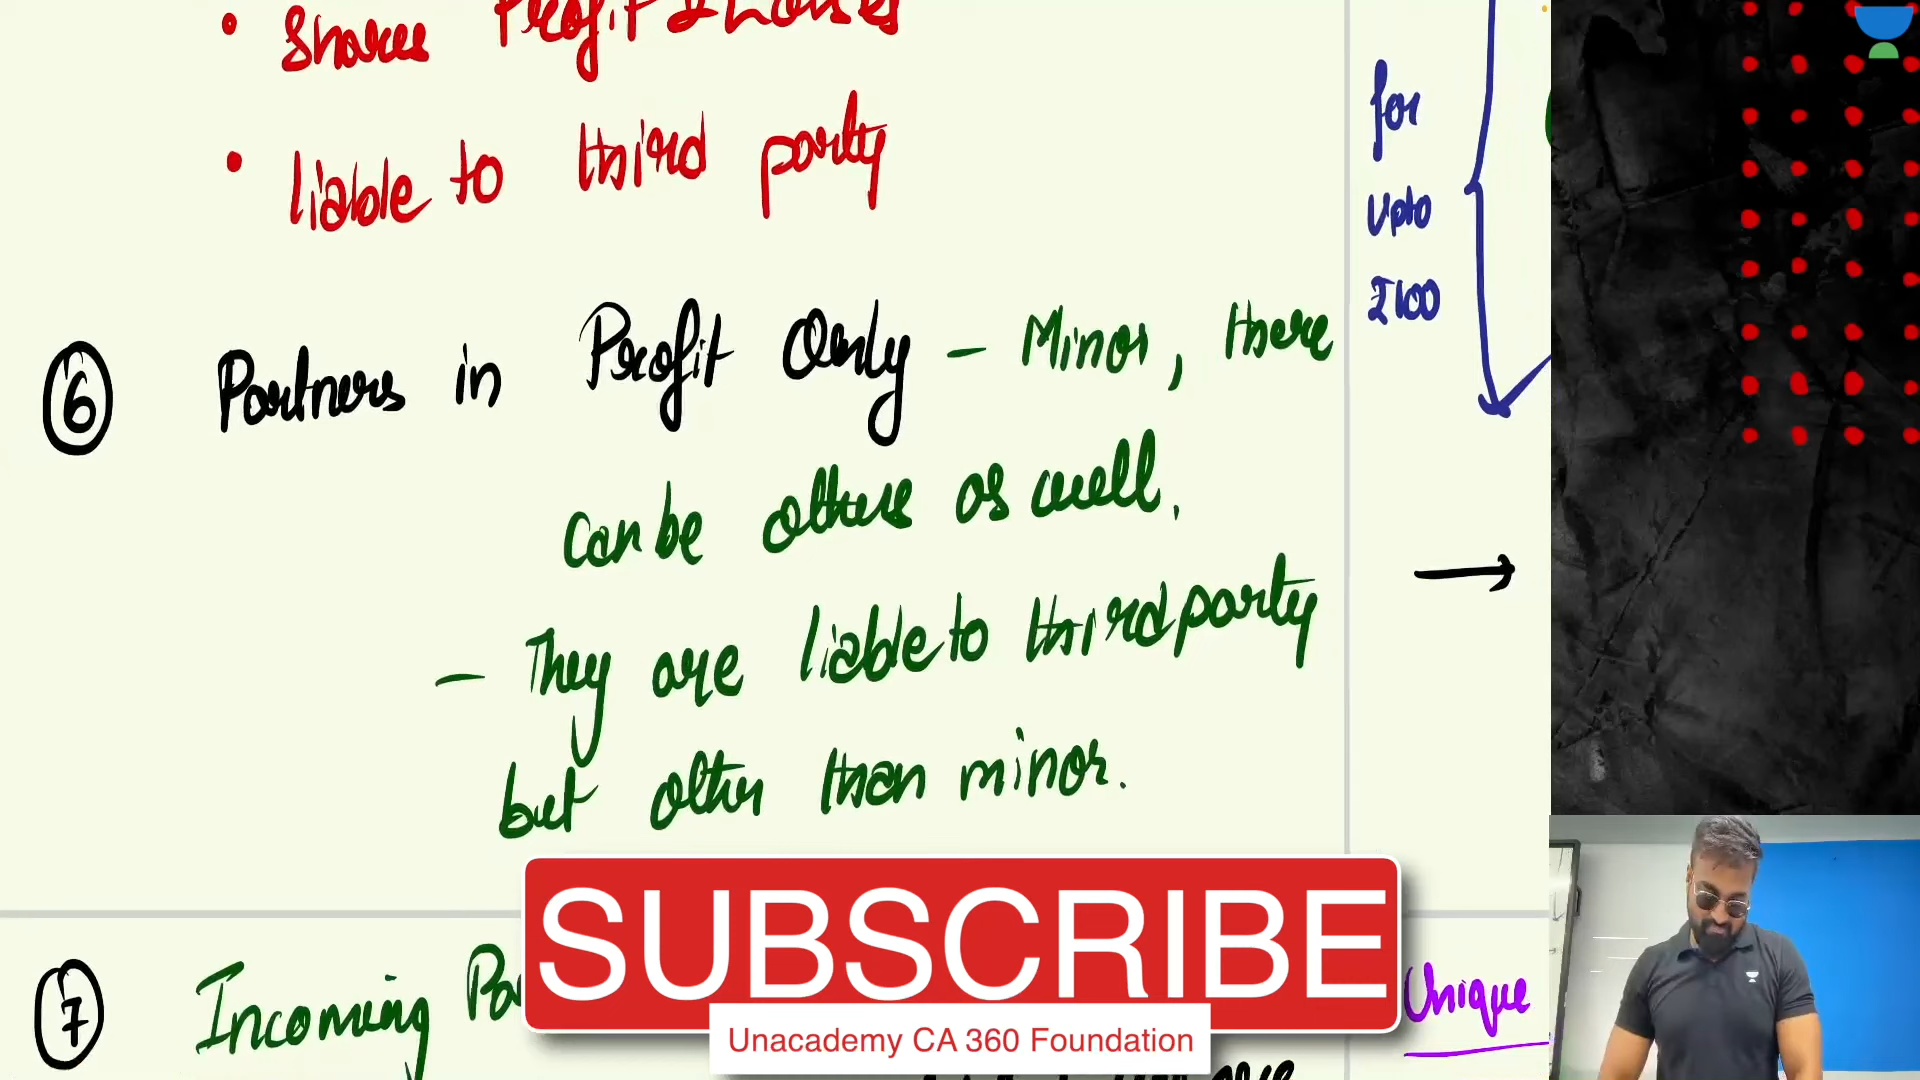 • Shares Profit & Losses
• liable to third party
for
upto
₹100
⑥ Partners in Profit Only – Minor, there
can be others as well.
– They are liable to third party
but other than minor.
⑦ Incoming
SUBSCRIBE
Unacademy CA 360 Foundation
Unique